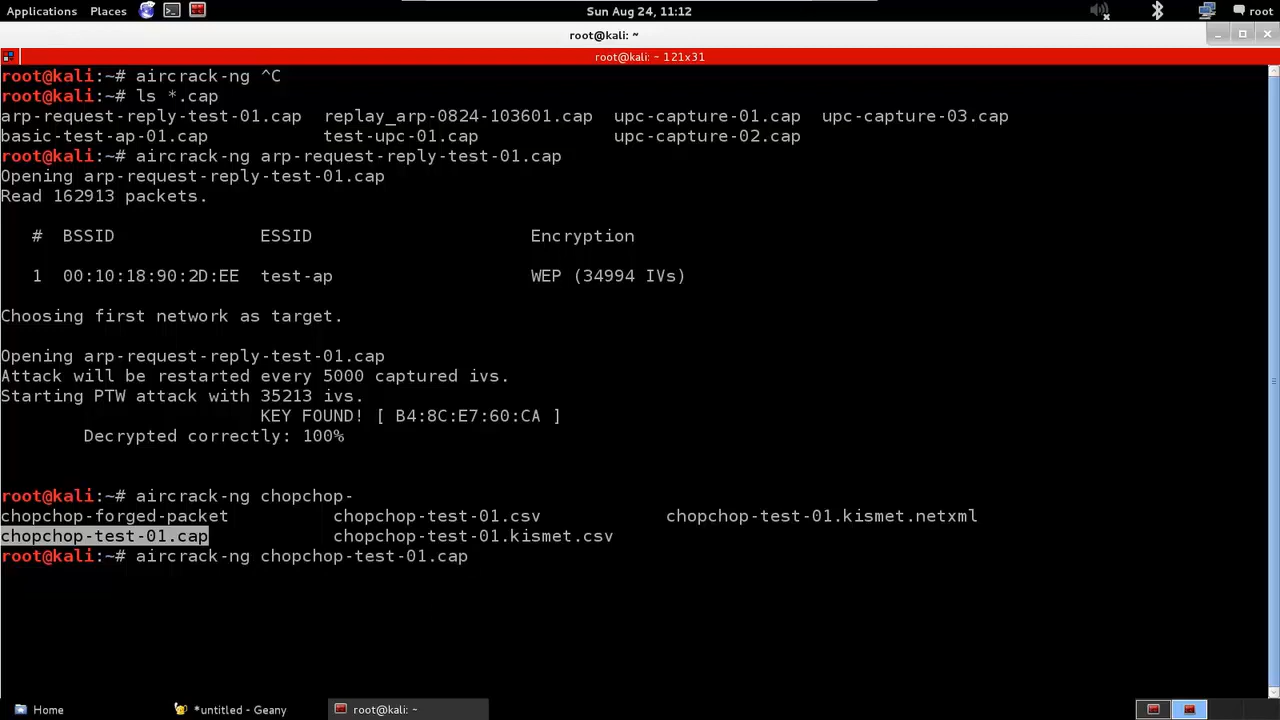 Applications Places Sun Aug 24, 11:12 root
root@kali: ~
root@kali: ~ 121x31
root@kali:~# aircrack-ng ^C
root@kali:~# ls *.cap
arp-request-reply-test-01.cap replay_arp-0824-103601.cap upc-capture-01.cap upc-capture-03.cap
basic-test-ap-01.cap test-upc-01.cap upc-capture-02.cap
root@kali:~# aircrack-ng arp-request-reply-test-01.cap
Opening arp-request-reply-test-01.cap
Read 162913 packets.
# BSSID ESSID Encryption
1 00:10:18:90:2D:EE test-ap WEP (34994 IVs)
Choosing first network as target.
Opening arp-request-reply-test-01.cap
Attack will be restarted every 5000 captured ivs.
Starting PTW attack with 35213 ivs.
KEY FOUND! [ B4:8C:E7:60:CA ]
Decrypted correctly: 100%
root@kali:~# aircrack-ng chopchop-
chopchop-forged-packet chopchop-test-01.csv chopchop-test-01.kismet.netxml
chopchop-test-01.cap chopchop-test-01.kismet.csv
root@kali:~# aircrack-ng chopchop-test-01.cap
Home *untitled - Geany root@kali: ~